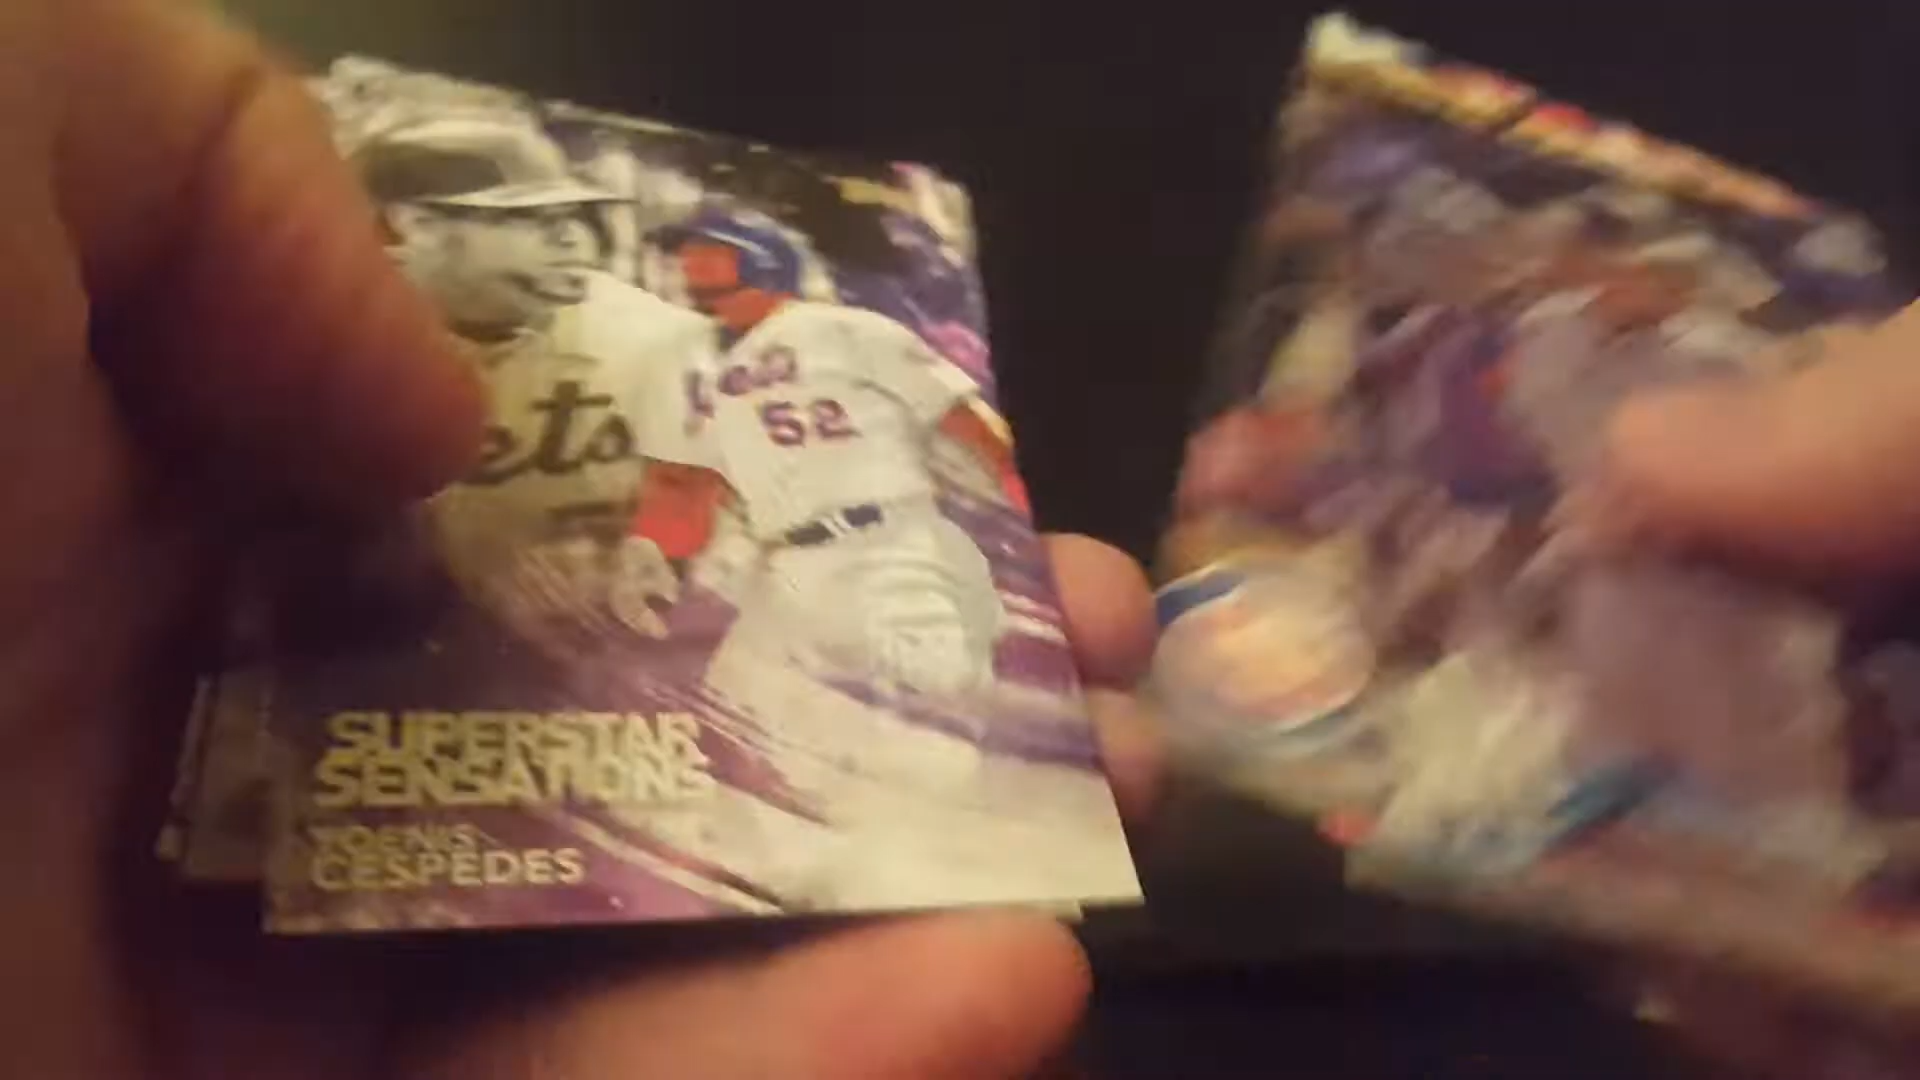 ets
52
SUPERSTAR
SENSATIONS
YOENIS
CESPEDES